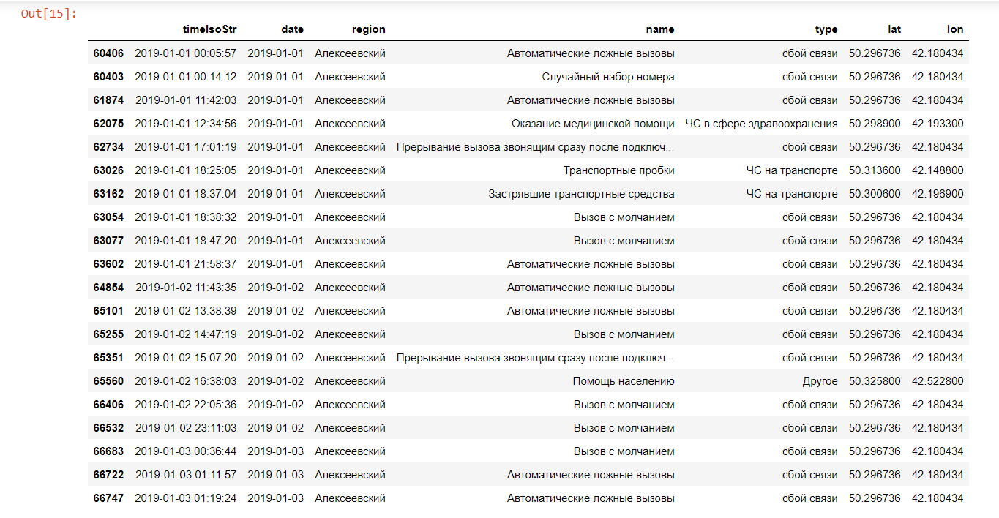 Out[15]:
timeIsoStr date region name type lat lon
60406 2019-01-01 00:05:57 2019-01-01 Алексеевский Автоматические ложные вызовы сбой связи 50.296736 42.180434
60403 2019-01-01 00:14:12 2019-01-01 Алексеевский Случайный набор номера сбой связи 50.296736 42.180434
61874 2019-01-01 11:42:03 2019-01-01 Алексеевский Автоматические ложные вызовы сбой связи 50.296736 42.180434
62075 2019-01-01 12:34:56 2019-01-01 Алексеевский Оказание медицинской помощи ЧС в сфере здравоохранения 50.298900 42.193300
62734 2019-01-01 17:01:19 2019-01-01 Алексеевский Прерывание вызова звонящим сразу после подключ... сбой связи 50.296736 42.180434
63026 2019-01-01 18:25:05 2019-01-01 Алексеевский Транспортные пробки ЧС на транспорте 50.313600 42.148800
63162 2019-01-01 18:37:04 2019-01-01 Алексеевский Застрявшие транспортные средства ЧС на транспорте 50.300600 42.196900
63054 2019-01-01 18:38:32 2019-01-01 Алексеевский Вызов с молчанием сбой связи 50.296736 42.180434
63077 2019-01-01 18:47:20 2019-01-01 Алексеевский Вызов с молчанием сбой связи 50.296736 42.180434
63602 2019-01-01 21:58:37 2019-01-01 Алексеевский Автоматические ложные вызовы сбой связи 50.296736 42.180434
64854 2019-01-02 11:43:35 2019-01-02 Алексеевский Автоматические ложные вызовы сбой связи 50.296736 42.180434
65101 2019-01-02 13:38:39 2019-01-02 Алексеевский Автоматические ложные вызовы сбой связи 50.296736 42.180434
65255 2019-01-02 14:47:19 2019-01-02 Алексеевский Вызов с молчанием сбой связи 50.296736 42.180434
65351 2019-01-02 15:07:20 2019-01-02 Алексеевский Прерывание вызова звонящим сразу после подключ... сбой связи 50.296736 42.180434
65560 2019-01-02 16:38:03 2019-01-02 Алексеевский Помощь населению Другое 50.325800 42.522800
66406 2019-01-02 22:05:36 2019-01-02 Алексеевский Вызов с молчанием сбой связи 50.296736 42.180434
66532 2019-01-02 23:11:03 2019-01-02 Алексеевский Вызов с молчанием сбой связи 50.296736 42.180434
66683 2019-01-03 00:36:44 2019-01-03 Алексеевский Вызов с молчанием сбой связи 50.296736 42.180434
66722 2019-01-03 01:11:57 2019-01-03 Алексеевский Автоматические ложные вызовы сбой связи 50.296736 42.180434
66747 2019-01-03 01:19:24 2019-01-03 Алексеевский Автоматические ложные вызовы сбой связи 50.296736 42.180434